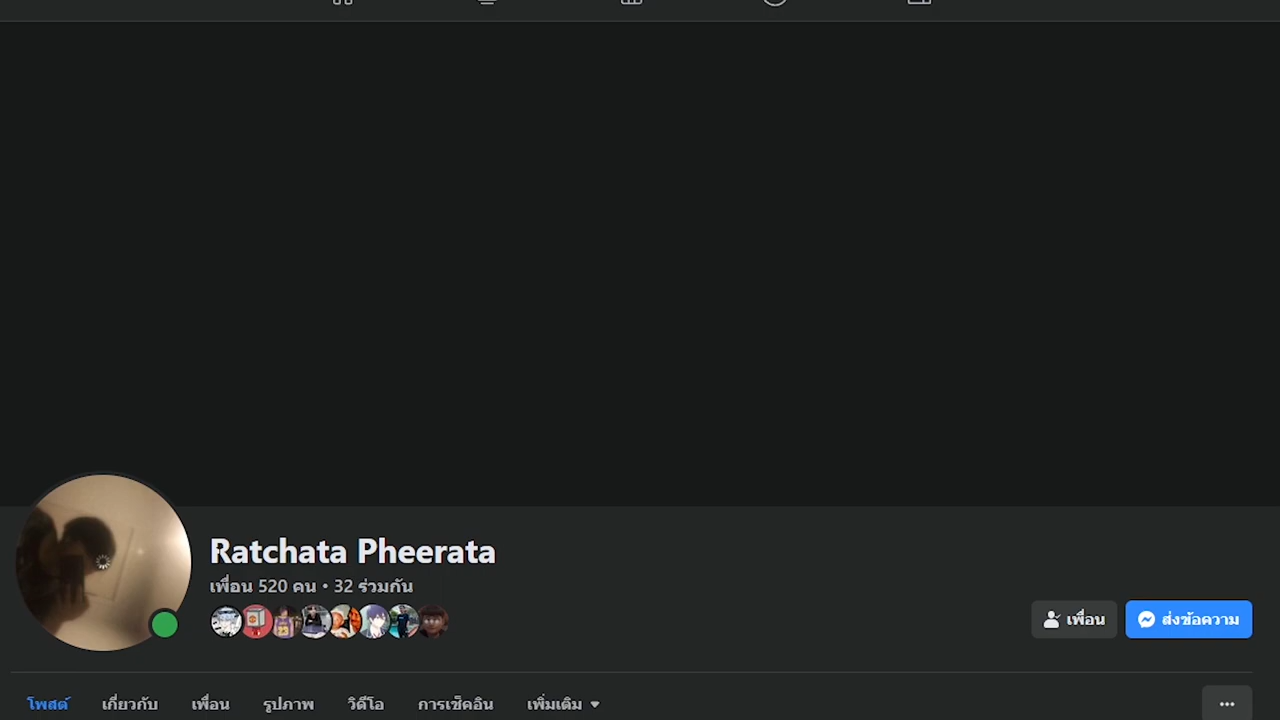 Ratchata Pheerata
เพื่อน 520 คน • 32 ร่วมกัน
เพื่อน
ส่งข้อความ
โพสต์ เกี่ยวกับ เพื่อน รูปภาพ วิดีโอ การเช็คอิน เพิ่มเติม